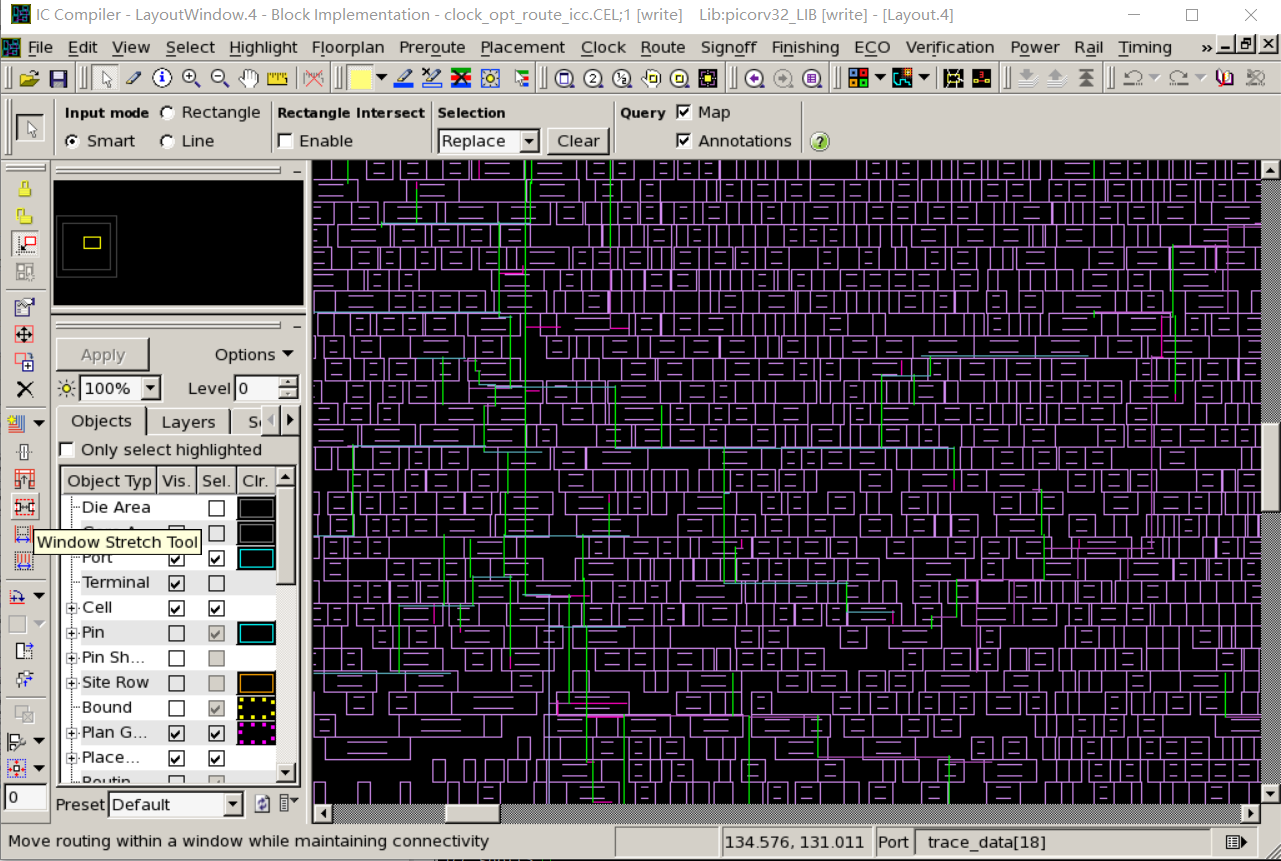 IC Compiler - LayoutWindow.4 - Block Implementation - clock_opt_route_icc.CEL;1 [write]    Lib:picorv32_LIB [write] - [Layout.4]
File Edit View Select Highlight Floorplan Preroute Placement Clock Route Signoff Finishing ECO Verification Power Rail Timing »
Input mode Rectangle Rectangle Intersect Selection Query Map
Smart Line Enable Replace Clear Annotations
Apply Options
100% Level 0
Objects Layers
Only select highlighted
Object Typ Vis. Sel. Clr.
Die Area
Window Stretch Tool
Port
Terminal
Cell
Pin
Pin Sh...
Site Row
Bound
Plan G...
Place...
0
Preset Default
Move routing within a window while maintaining connectivity 134.576, 131.011 Port trace_data[18]